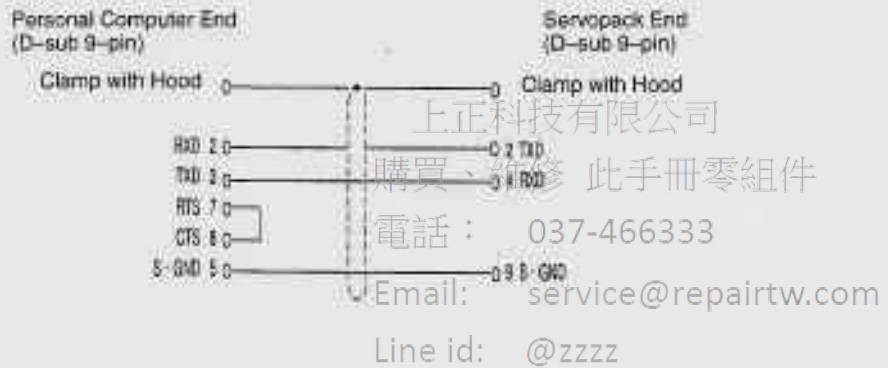 Personal Computer End
(D-sub 9-pin)
Servopack End
(D-sub 9-pin)
Clamp with Hood
Clamp with Hood
上正科技有限公司
RXD 2
2 TXD
TXD 3
4 RXD
購買、維修 此手冊零組件
RTS 7
CTS 8
電話: 037-466333
S-GND 5
9 S-GND
Email: service@repairtw.com
Line id: @zzzz